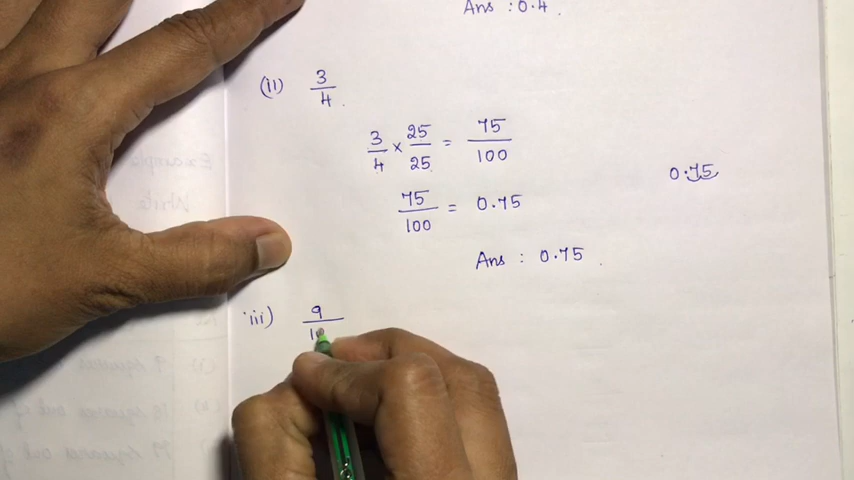 Ans : 0.4.
(ii) 3/4.
3/4 × 25/25 = 75/100
0.75
75/100 = 0.75
Ans : 0.75.
iii) 9/